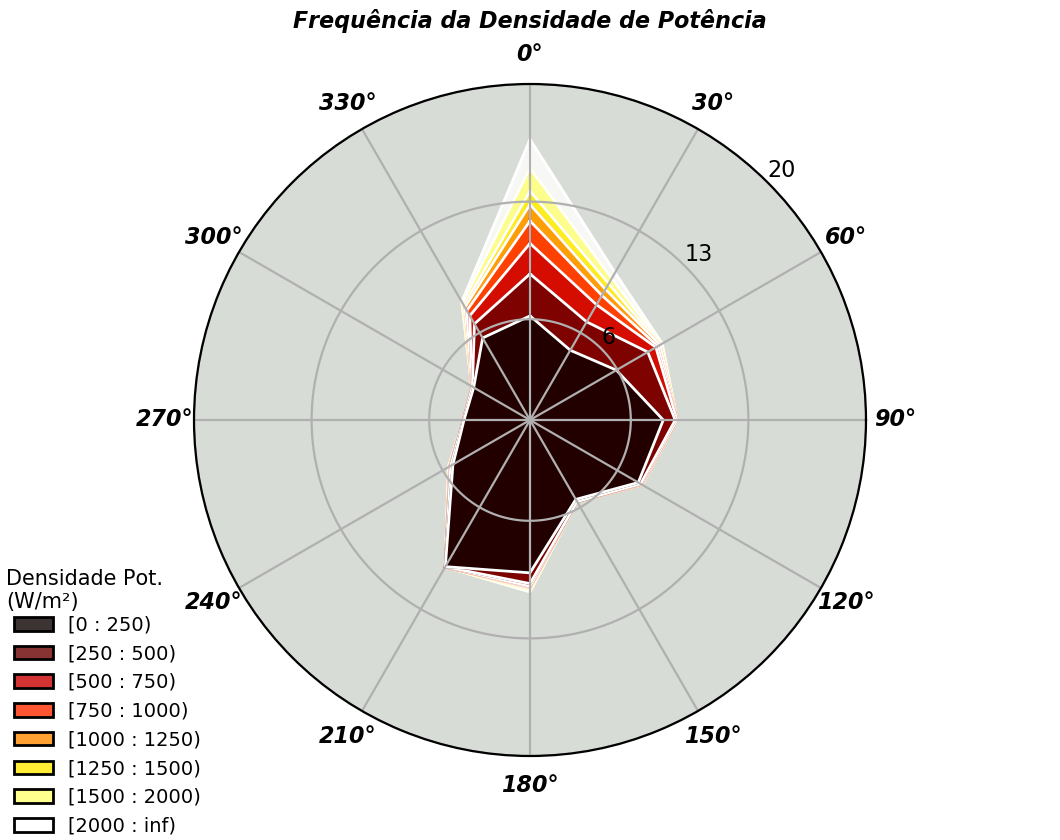 Frequência da Densidade de Potência
0°
330°
30°
20
300°
60°
13
6
270°
90°
Densidade Pot.
(W/m²)
240°
120°
[0 : 250)
[250 : 500)
[500 : 750)
[750 : 1000)
[1000 : 1250)
[1250 : 1500)
[1500 : 2000)
[2000 : inf)
210°
150°
180°